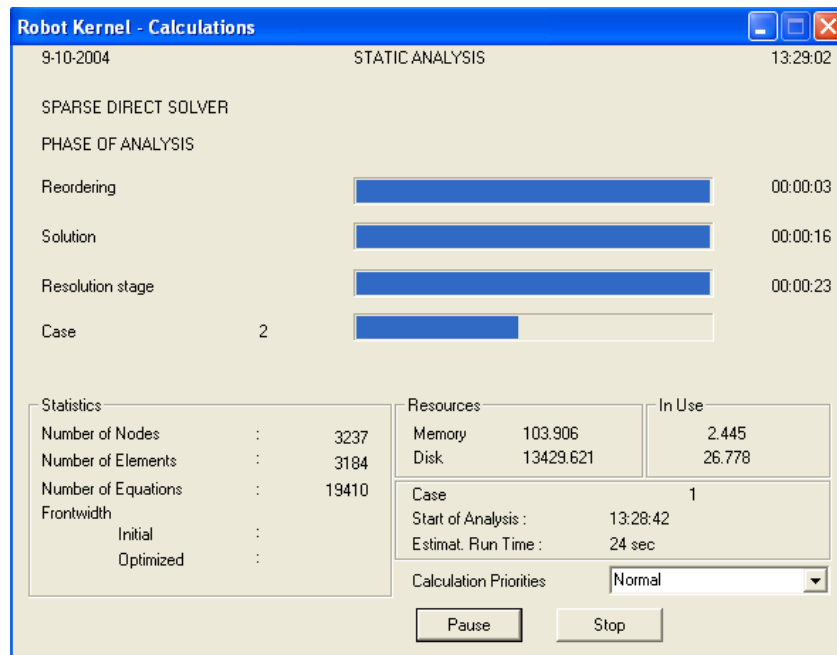 Robot Kernel - Calculations
9-10-2004 STATIC ANALYSIS 13:29:02
SPARSE DIRECT SOLVER
PHASE OF ANALYSIS
Reordering 00:00:03
Solution 00:00:16
Resolution stage 00:00:23
Case 2
Statistics
Number of Nodes : 3237
Number of Elements : 3184
Number of Equations : 19410
Frontwidth
Initial :
Optimized :
Resources In Use
Memory 103.906 2.445
Disk 13429.621 26.778
Case 1
Start of Analysis : 13:28:42
Estimat. Run Time : 24 sec
Calculation Priorities Normal
Pause Stop